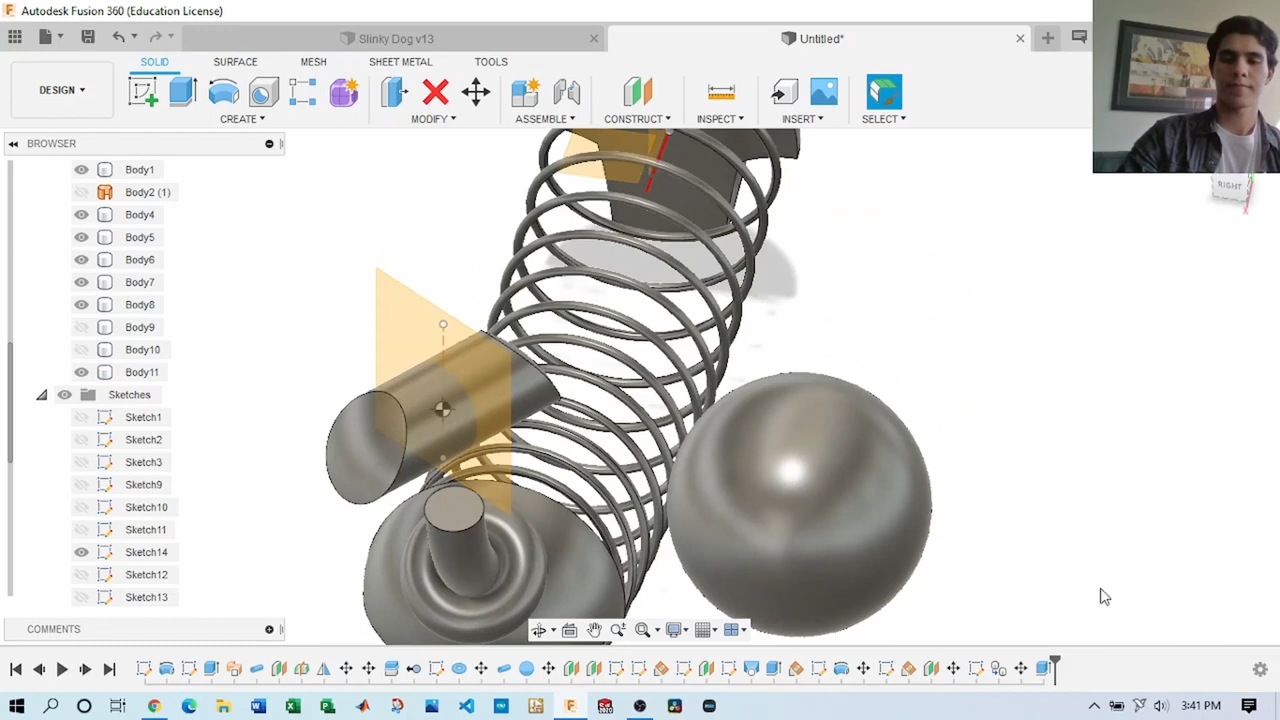 Autodesk Fusion 360 (Education License)
Slinky Dog v13
Untitled*
SOLID SURFACE MESH SHEET METAL TOOLS
DESIGN
CREATE MODIFY ASSEMBLE CONSTRUCT INSPECT INSERT SELECT
BROWSER
RIGHT
Body1
Body2 (1)
Body4
Body5
Body6
Body7
Body8
Body9
Body10
Body11
Sketches
Sketch1
Sketch2
Sketch3
Sketch9
Sketch10
Sketch11
Sketch14
Sketch12
Sketch13
COMMENTS
3:41 PM